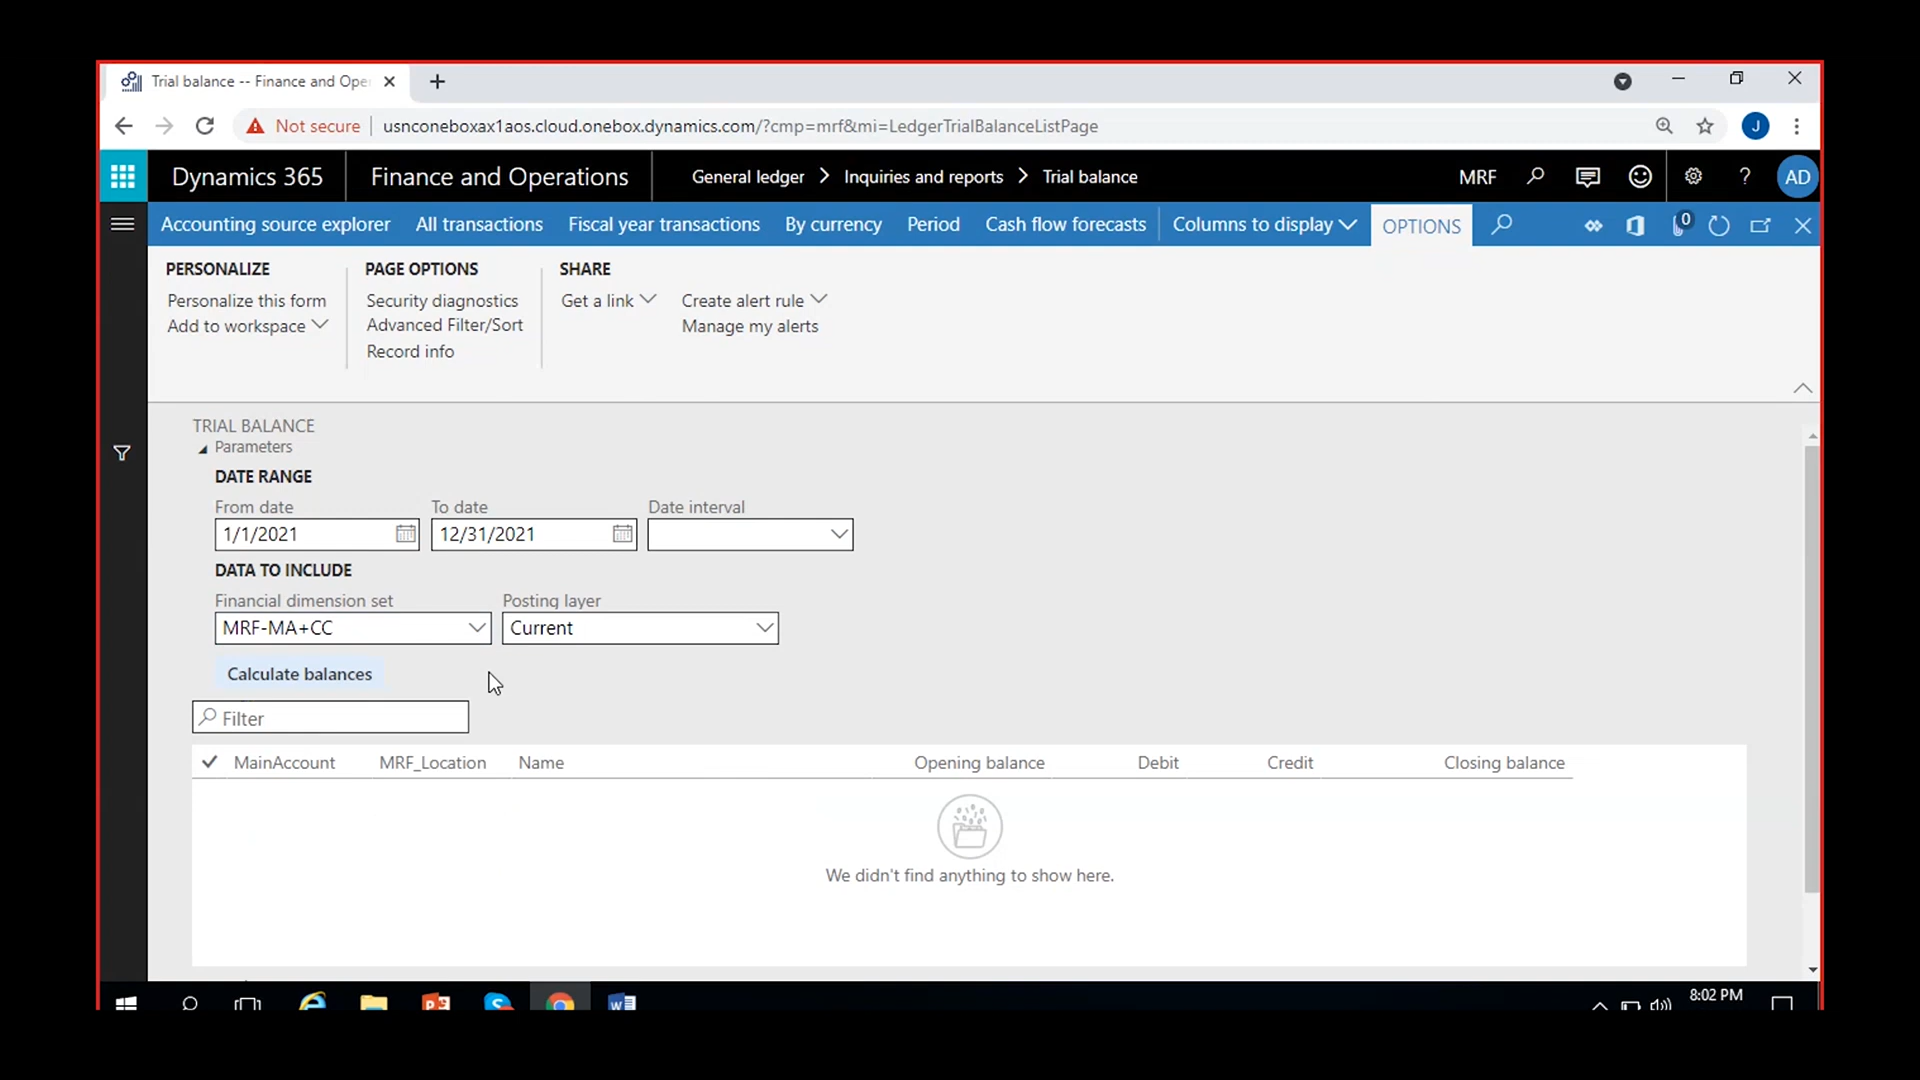 Trial balance -- Finance and Ope
Not secure
usnconeboxax1aos.cloud.onebox.dynamics.com/?cmp=mrf&mi=LedgerTrialBalanceListPage
J
Dynamics 365
Finance and Operations
General ledger > Inquiries and reports > Trial balance
MRF
?
AD
Accounting source explorer
All transactions
Fiscal year transactions
By currency
Period
Cash flow forecasts
Columns to display
OPTIONS
0
PERSONALIZE
PAGE OPTIONS
SHARE
Personalize this form
Security diagnostics
Get a link
Create alert rule
Add to workspace
Advanced Filter/Sort
Manage my alerts
Record info
TRIAL BALANCE
Parameters
DATE RANGE
From date
To date
Date interval
1/1/2021
12/31/2021
DATA TO INCLUDE
Financial dimension set
Posting layer
MRF-MA+CC
Current
Calculate balances
Filter
MainAccount
MRF_Location
Name
Opening balance
Debit
Credit
Closing balance
We didn't find anything to show here.
8:02 PM